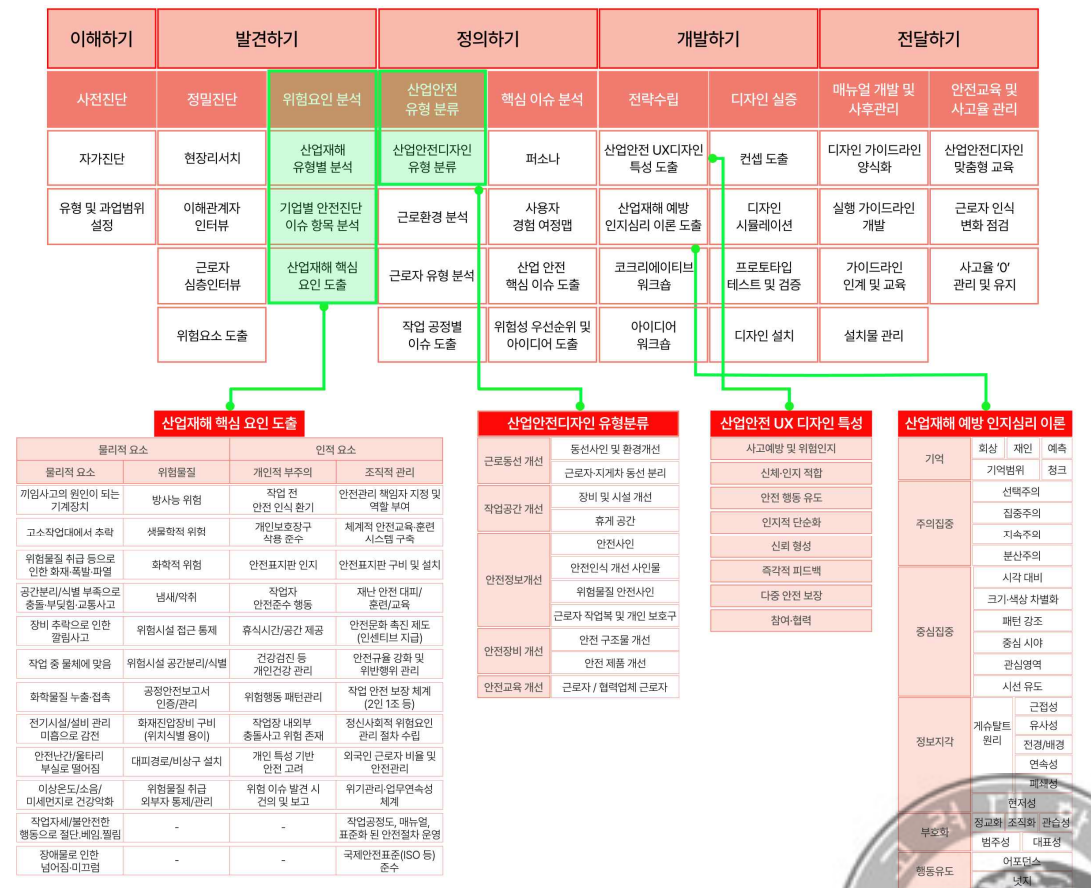 이해하기 발견하기 정의하기 개발하기 전달하기
사전진단 정밀진단 위험요인 분석 산업안전 유형 분류 핵심 이슈 분석 전략수립 디자인 실증 매뉴얼 개발 및 사후관리 안전교육 및 사고율 관리
자가진단 현장리서치 산업재해 유형별 분석 산업안전디자인 유형 분류 퍼소나 산업안전 UX디자인 특성 도출 컨셉 도출 디자인 가이드라인 양식화 산업안전디자인 맞춤형 교육
유형 및 과업범위 설정 이해관계자 인터뷰 기업별 안전진단 이슈 항목 분석 근로환경 분석 사용자 경험 여정맵 산업재해 예방 인지심리 이론 도출 디자인 시뮬레이션 실행 가이드라인 개발 근로자 인식 변화 점검
근로자 심층인터뷰 산업재해 핵심 요인 도출 근로자 유형 분석 산업 안전 핵심 이슈 도출 코크리에이티브 워크숍 프로토타입 테스트 및 검증 가이드라인 인계 및 교육 사고율 '0' 관리 및 유지
위험요소 도출 작업 공정별 이슈 도출 위험성 우선순위 및 아이디어 도출 아이디어 워크숍 디자인 설치 설치물 관리
산업재해 핵심 요인 도출
물리적 요소 인적 요소
물리적 요소 위험물질 개인적 부주의 조직적 관리
끼임사고의 원인이 되는 기계장치 방사능 위험 작업 전 안전 인식 환기 안전관리 책임자 지정 및 역할 부여
고소작업대에서 추락 생물학적 위험 개인보호장구 착용 준수 체계적 안전교육·훈련 시스템 구축
위험물질 취급 등으로 인한 화재·폭발·파열 화학적 위험 안전표지판 인지 안전표지판 구비 및 설치
공간분리/식별 부족으로 충돌·부딪힘·교통사고 냄새/악취 작업자 안전준수 행동 재난 안전 대피/훈련/교육
장비 추락으로 인한 깔림사고 위험시설 접근 통제 휴식시간/공간 제공 안전문화 촉진 제도 (인센티브 지급)
작업 중 물체에 맞음 위험시설 공간분리/식별 건강검진 등 개인건강 관리 안전규율 강화 및 위반행위 관리
화학물질 누출·접촉 공정안전보고서 인증/관리 위험행동 패턴관리 작업 안전 보장 체계 (2인 1조 등)
전기시설/설비 관리 미흡으로 감전 화재진압장비 구비 (위치식별 용이) 작업장 내외부 충돌사고 위험 존재 정신사회적 위험요인 관리 절차 수립
안전난간/울타리 부실로 떨어짐 대피경로/비상구 설치 개인 특성 기반 안전 고려 외국인 근로자 비율 및 안전관리
이상온도/소음/미세먼지로 건강악화 위험물질 취급 외부자 통제/관리 위험 이슈 발견 시 건의 및 보고 위기관리·업무연속성 체계
작업자세/불안전한 행동으로 절단.베임.찔림 - - 작업공정도, 매뉴얼, 표준화 된 안전절차 운영
장애물로 인한 넘어짐·미끄럼 - - 국제안전표준(ISO 등) 준수
산업안전디자인 유형분류
근로동선 개선 동선사인 및 환경개선
근로자·지게차 동선 분리
작업공간 개선 장비 및 시설 개선
휴게 공간
안전정보개선 안전사인
안전인식 개선 사인물
위험물질 안전사인
근로자 작업복 및 개인 보호구
안전장비 개선 안전 구조물 개선
안전 제품 개선
안전교육 개선 근로자 / 협력업체 근로자
산업안전 UX 디자인 특성
사고예방 및 위험인지
신체·인지 적합
안전 행동 유도
인지적 단순화
신뢰 형성
즉각적 피드백
다중 안전 보장
참여·협력
산업재해 예방 인지심리 이론
기억 회상 재인 예측
기억범위 청크
주의집중 선택주의
집중주의
지속주의
분산주의
중심집중 시각 대비
크기·색상 차별화
패턴 강조
중심 시야
관심영역
시선 유도
정보지각 게슈탈트 원리 근접성
유사성
전경/배경
연속성
폐쇄성
현저성
부호화 정교화 조직화 관습성
범주성 대표성
행동유도 어포던스
넛지